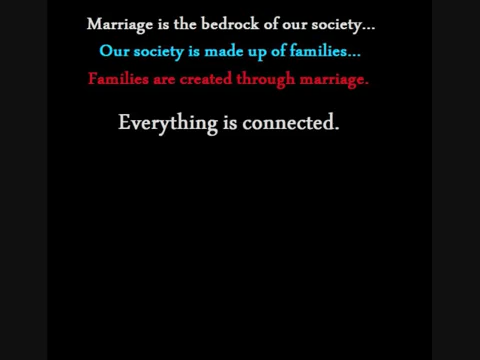 Marriage is the bedrock of our society...
Our society is made up of families...
Families are created through marriage.
Everything is connected.